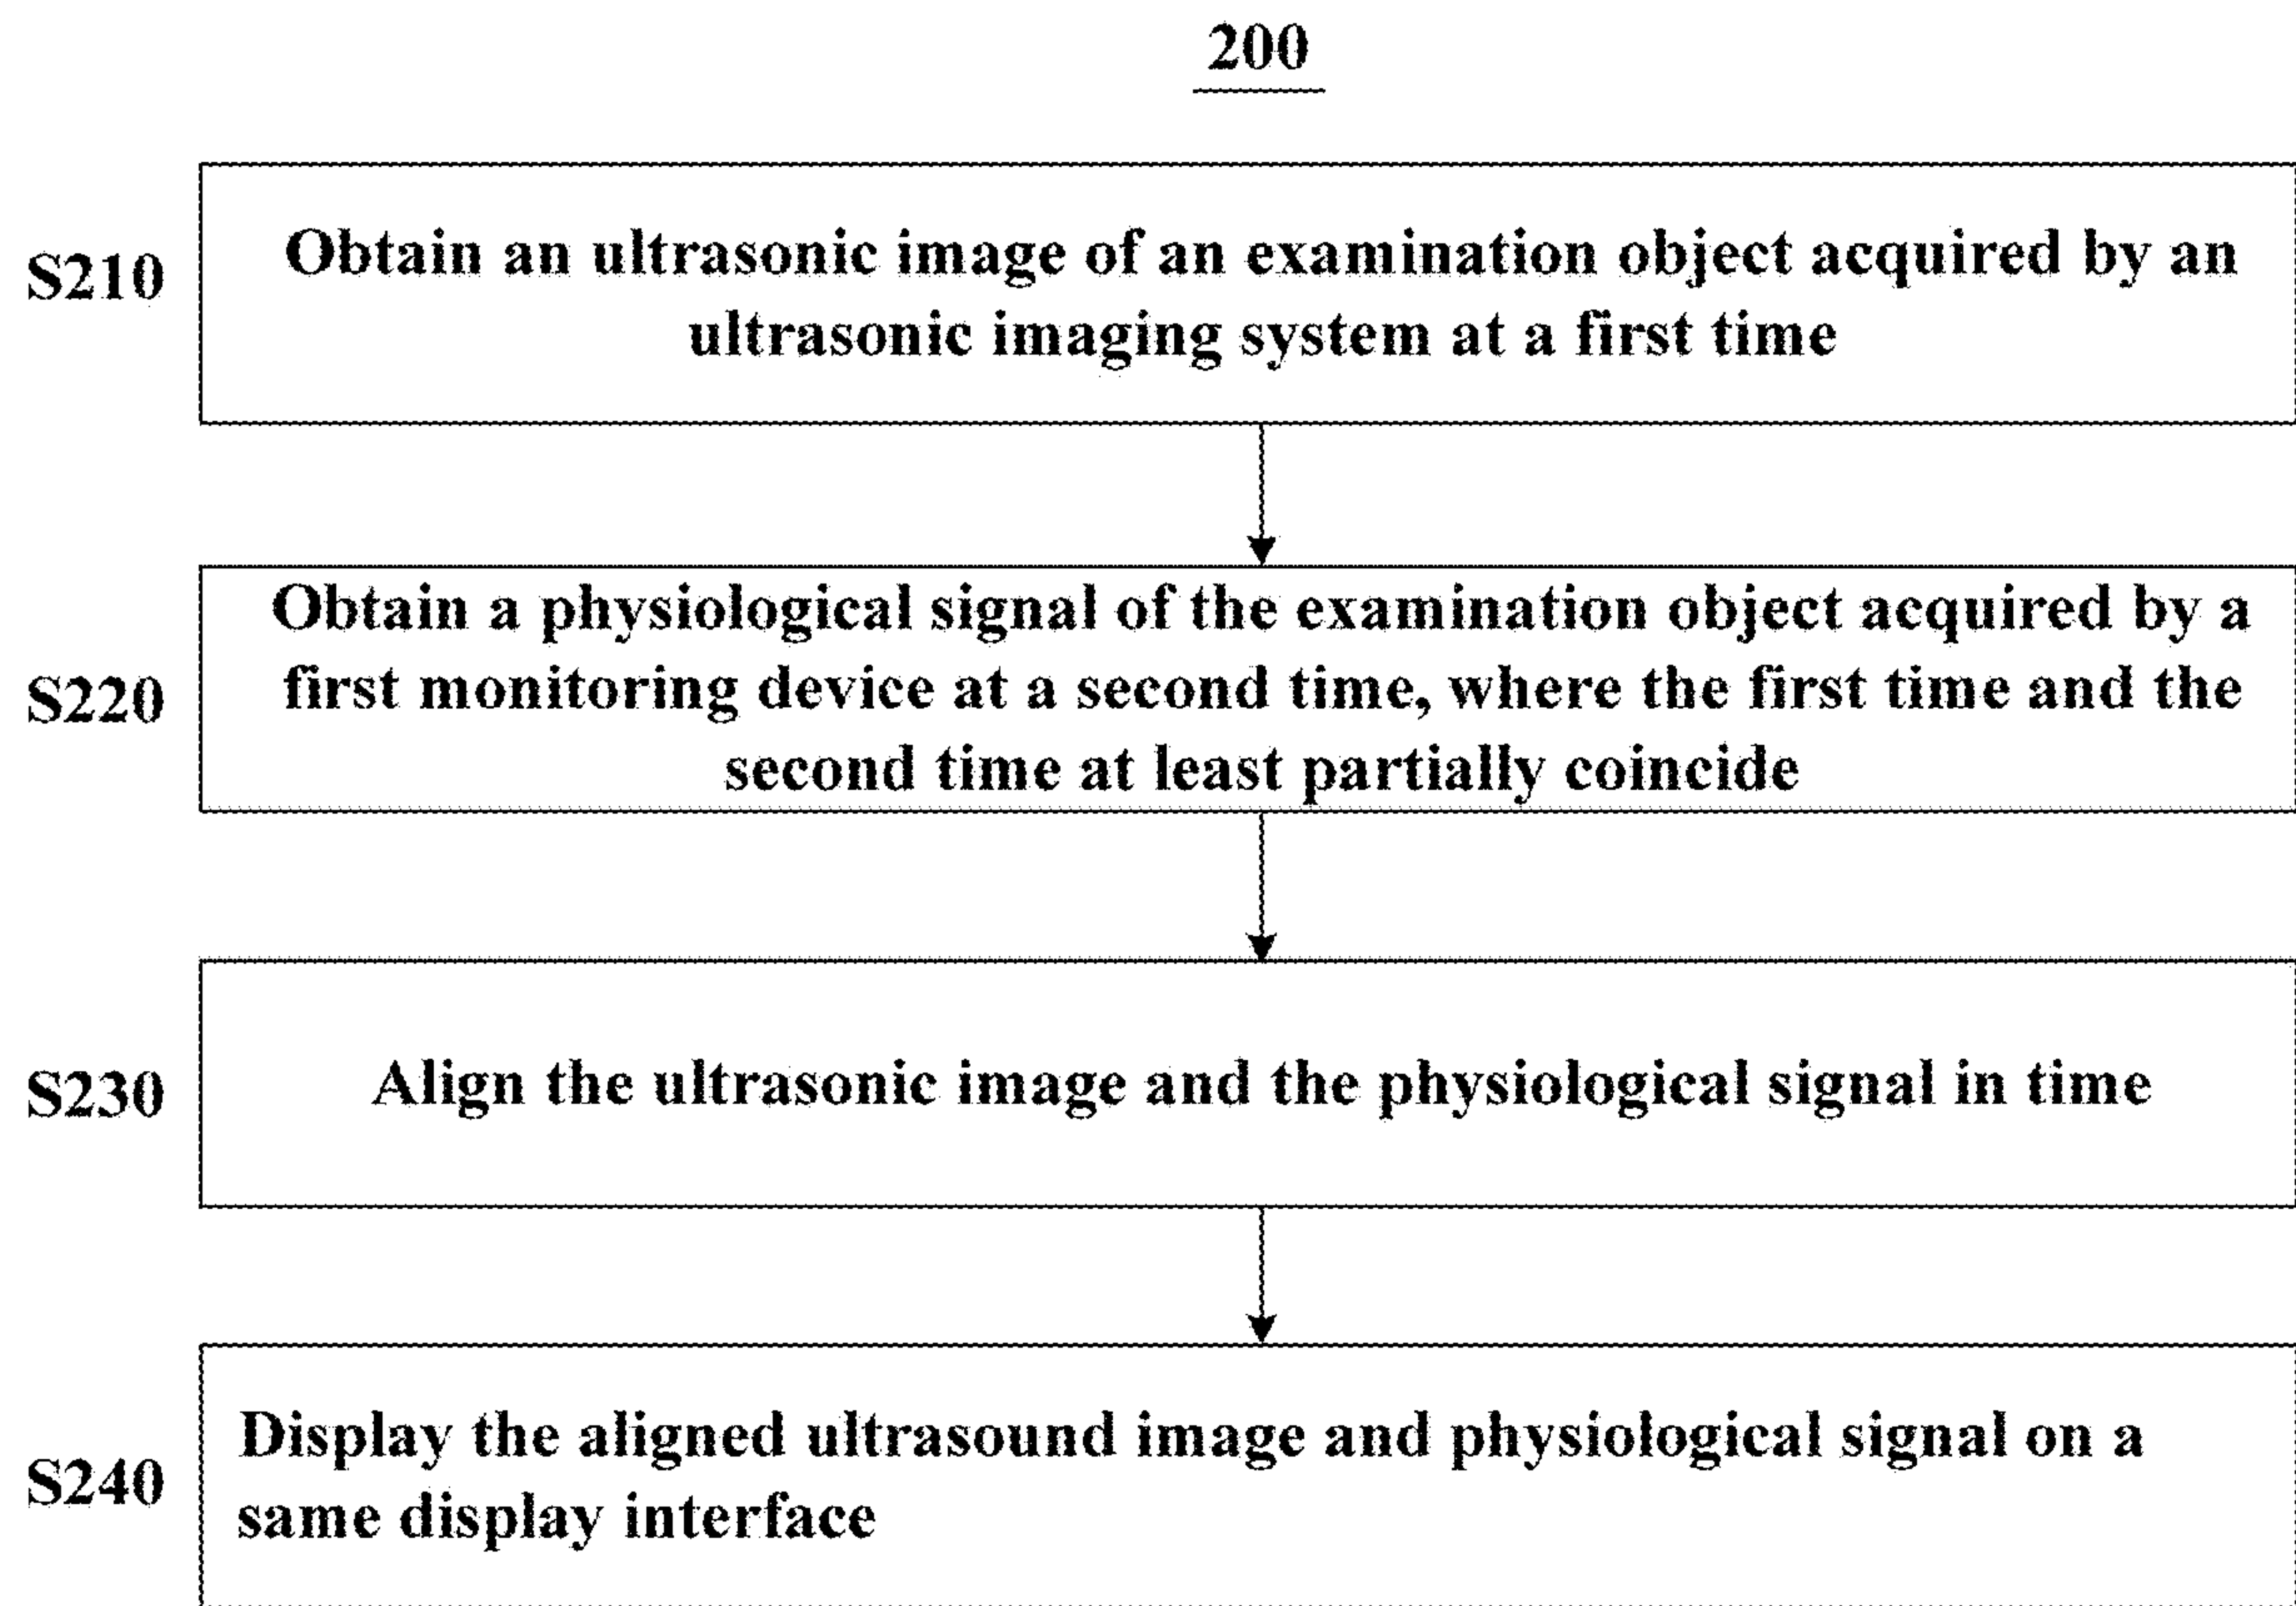 200
S210
Obtain an ultrasonic image of an examination object acquired by an
ultrasonic imaging system at a first time
S220
Obtain a physiological signal of the examination object acquired by a
first monitoring device at a second time, where the first time and the
second time at least partially coincide
S230
Align the ultrasonic image and the physiological signal in time
S240
Display the aligned ultrasound image and physiological signal on a
same display interface